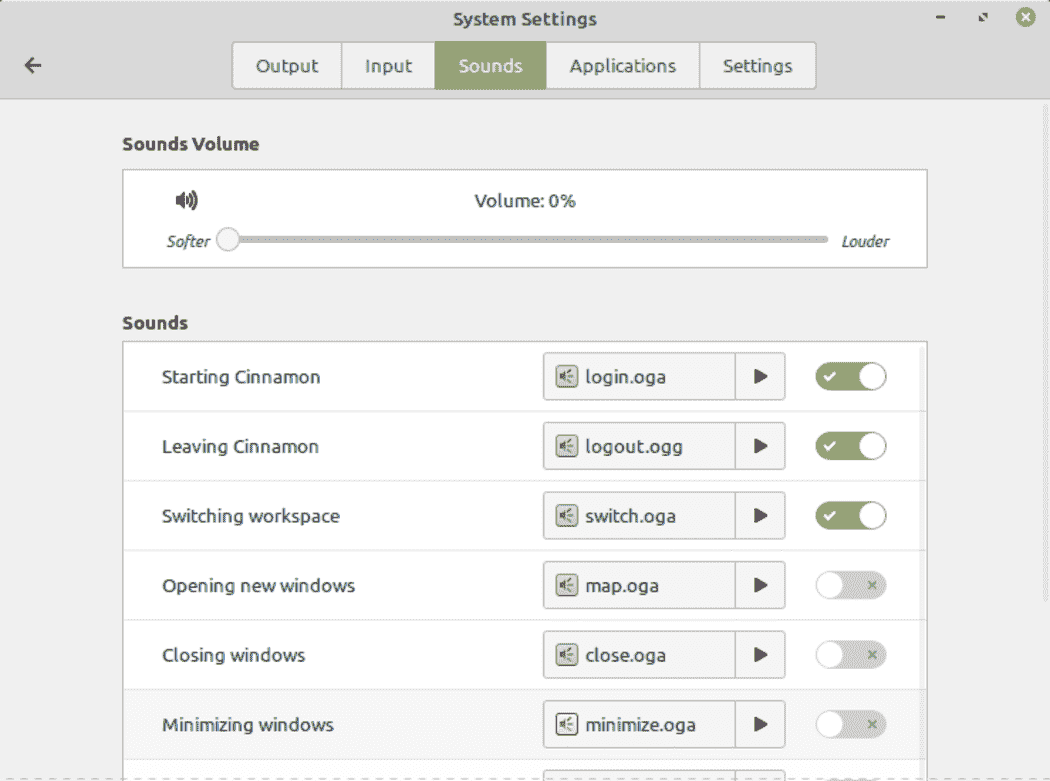 System Settings
Output Input Sounds Applications Settings
Sounds Volume
Volume: 0%
Softer Louder
Sounds
Starting Cinnamon login.oga
Leaving Cinnamon logout.ogg
Switching workspace switch.oga
Opening new windows map.oga
Closing windows close.oga
Minimizing windows minimize.oga